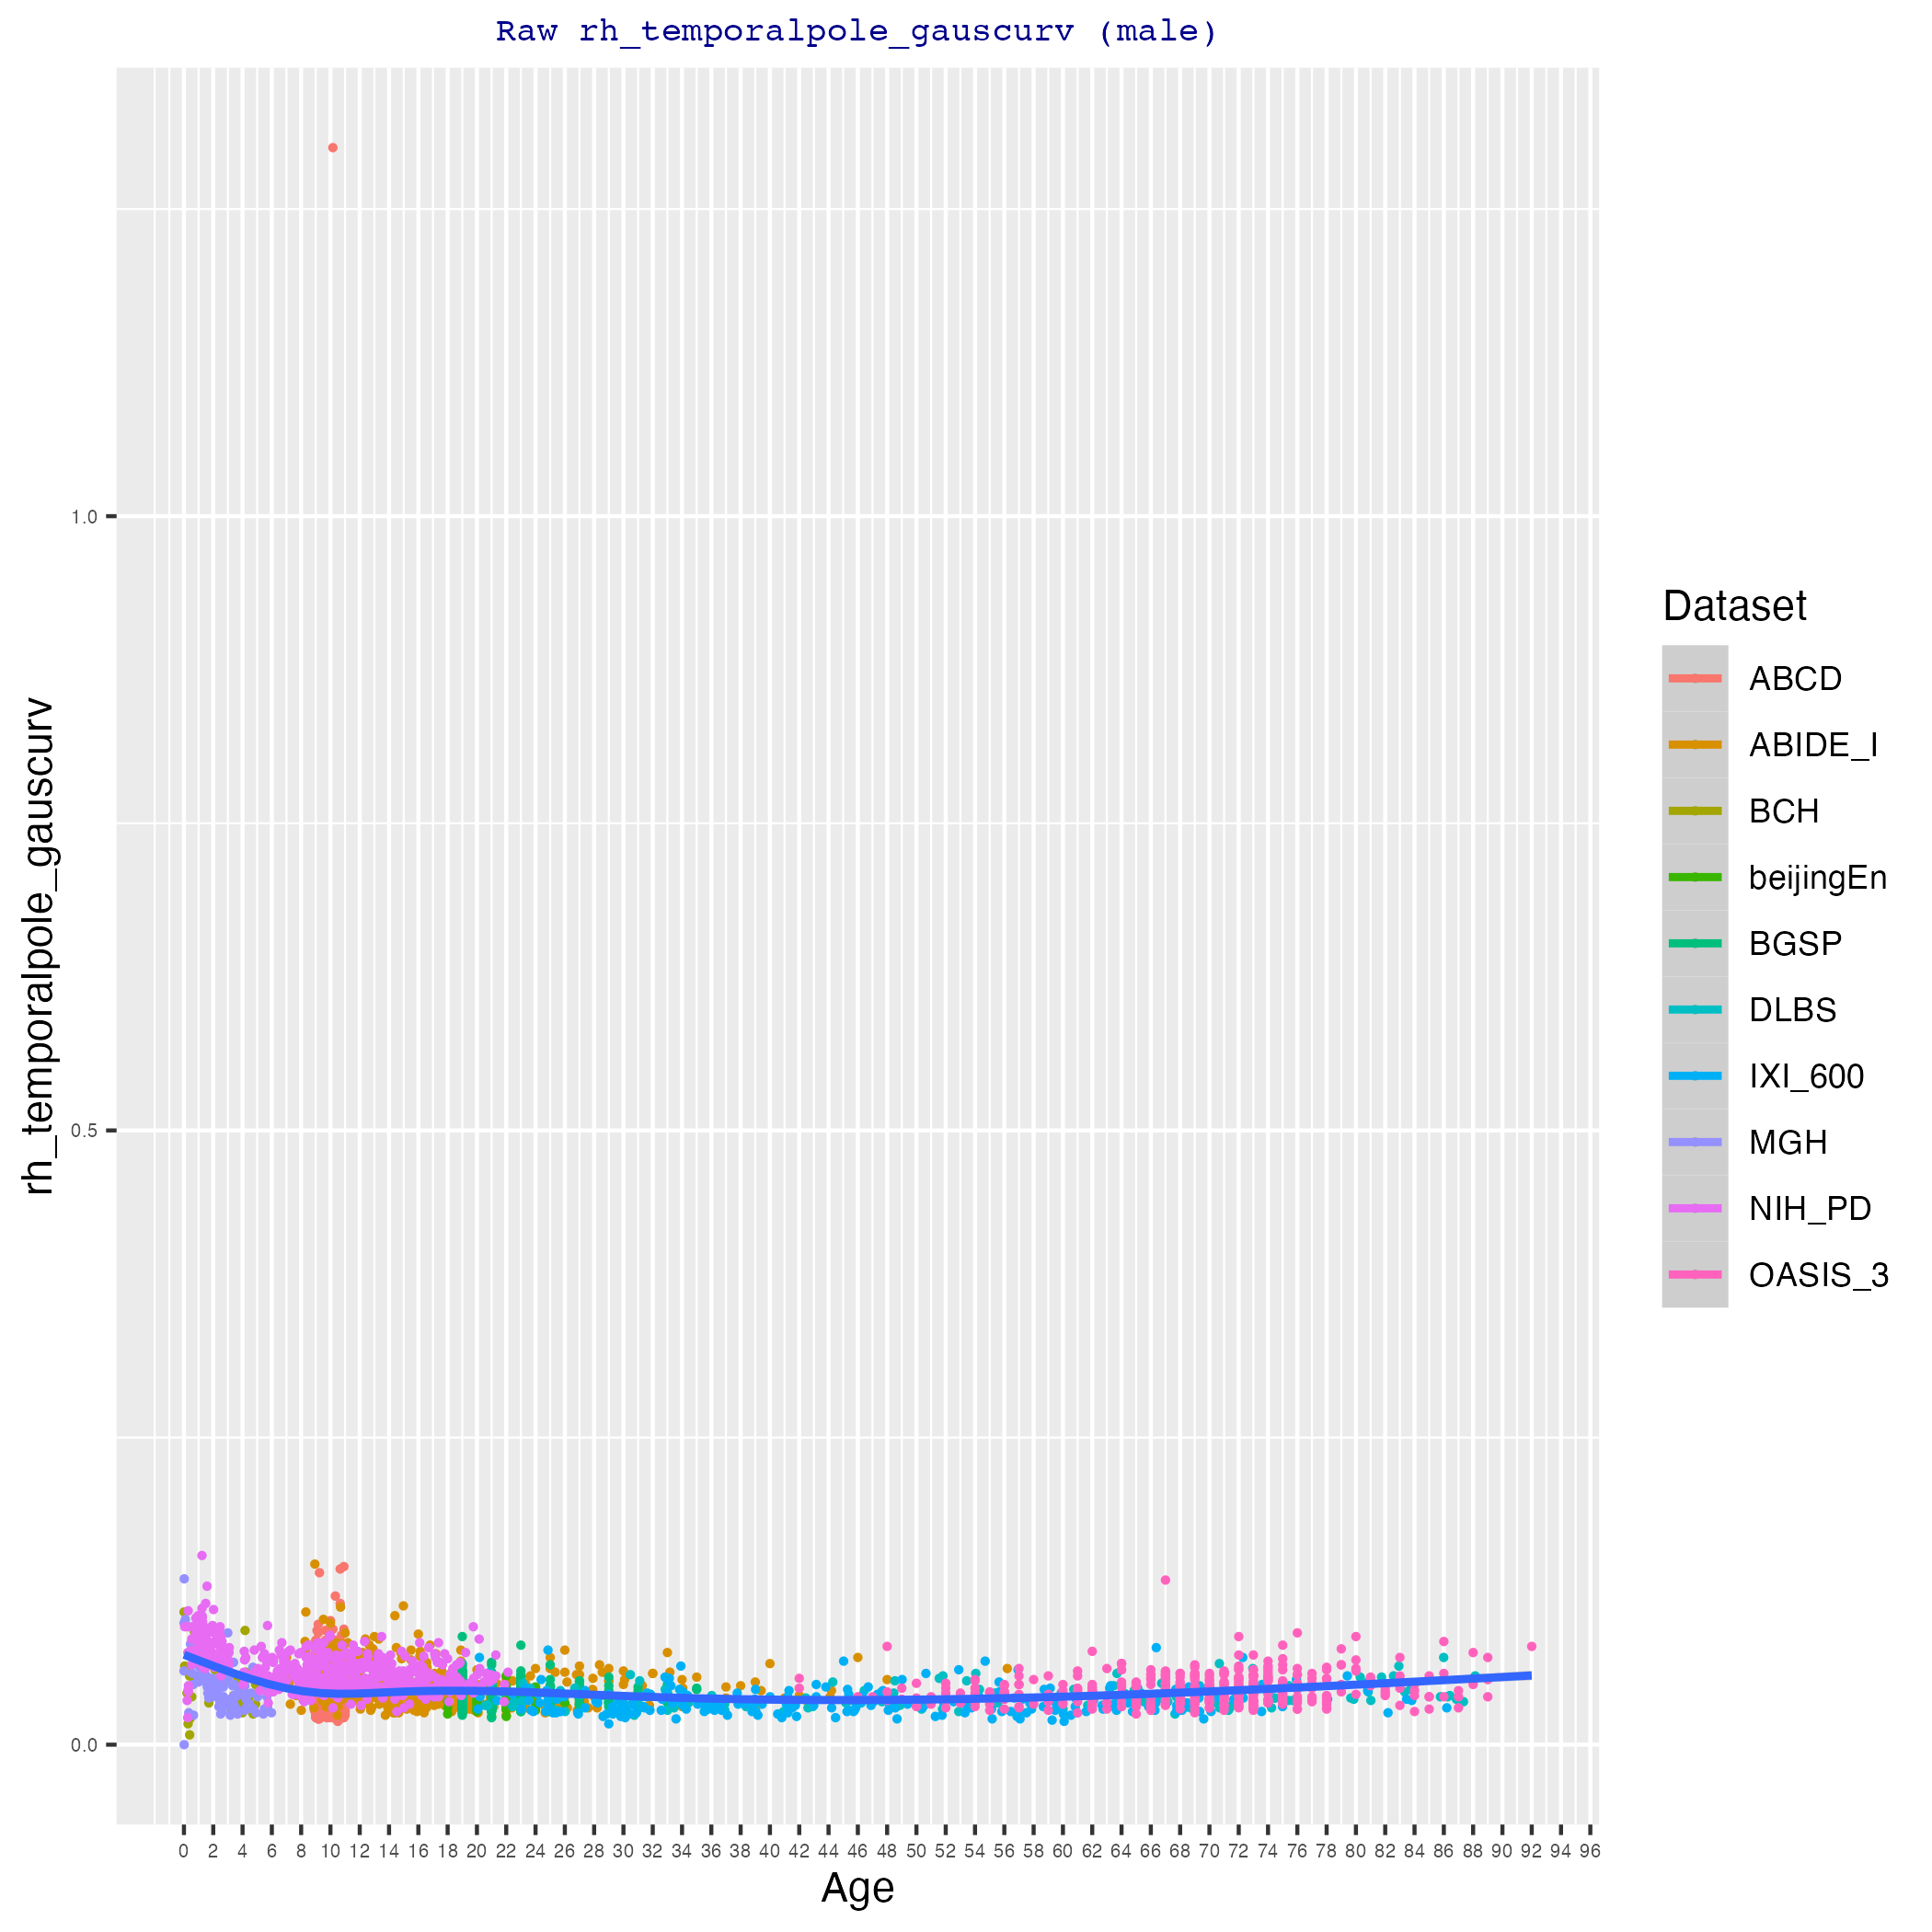 Raw rh_temporalpole_gauscurv (male)
rh_temporalpole_gauscurv
1.0
0.5
0.0
0 2 4 6 8 10 12 14 16 18 20 22 24 26 28 30 32 34 36 38 40 42 44 46 48 50 52 54 56 58 60 62 64 66 68 70 72 74 76 78 80 82 84 86 88 90 92 94 96
Age
Dataset
ABCD
ABIDE_I
BCH
beijingEn
BGSP
DLBS
IXI_600
MGH
NIH_PD
OASIS_3